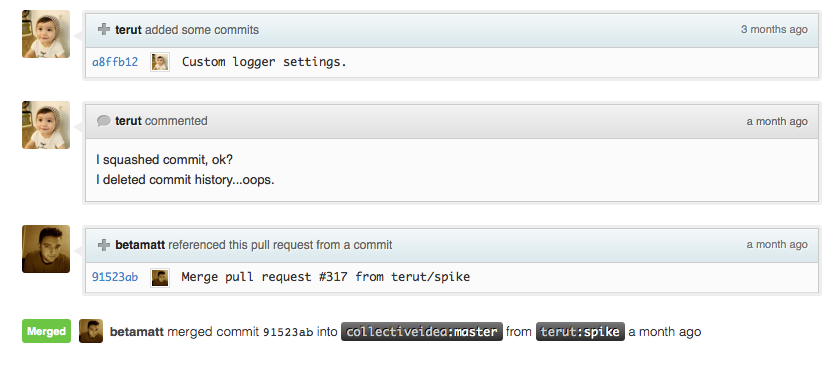 terut added some commits 3 months ago
a8ffb12 Custom logger settings.
terut commented a month ago
I squashed commit, ok?
I deleted commit history...oops.
betamatt referenced this pull request from a commit a month ago
91523ab Merge pull request #317 from terut/spike
Merged betamatt merged commit 91523ab into collectiveidea:master from terut:spike a month ago